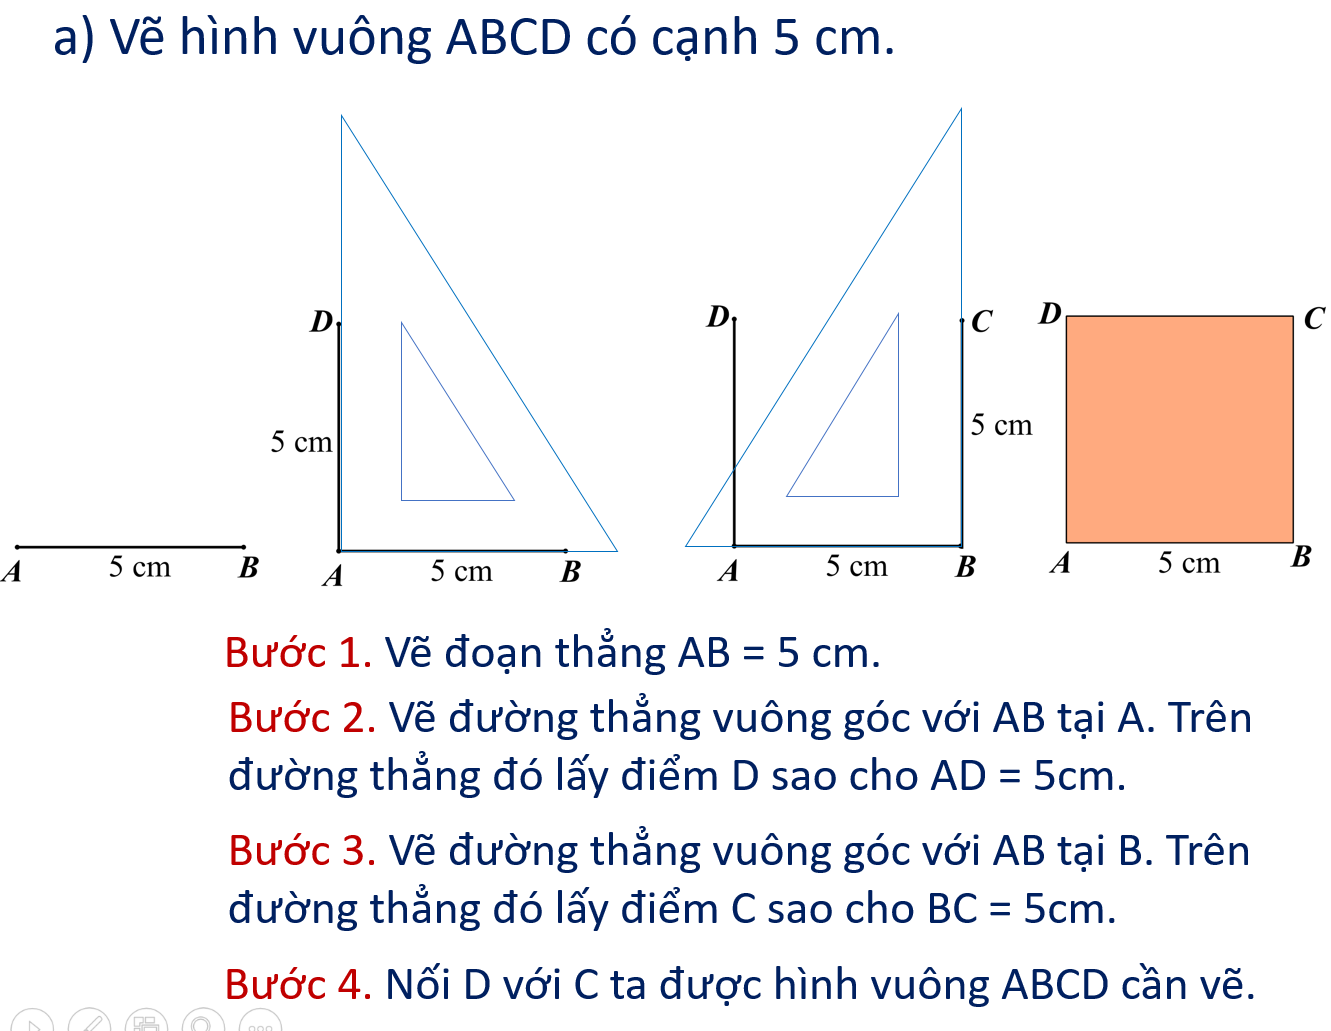 a) Vẽ hình vuông ABCD có cạnh 5 cm.
D
5 cm
A
5 cm
B
A
5 cm
B
D
C
5 cm
A
5 cm
B
D
C
A
5 cm
B
Bước 1. Vẽ đoạn thẳng AB = 5 cm.
Bước 2. Vẽ đường thẳng vuông góc với AB tại A. Trên
đường thẳng đó lấy điểm D sao cho AD = 5cm.
Bước 3. Vẽ đường thẳng vuông góc với AB tại B. Trên
đường thẳng đó lấy điểm C sao cho BC = 5cm.
Bước 4. Nối D với C ta được hình vuông ABCD cần vẽ.